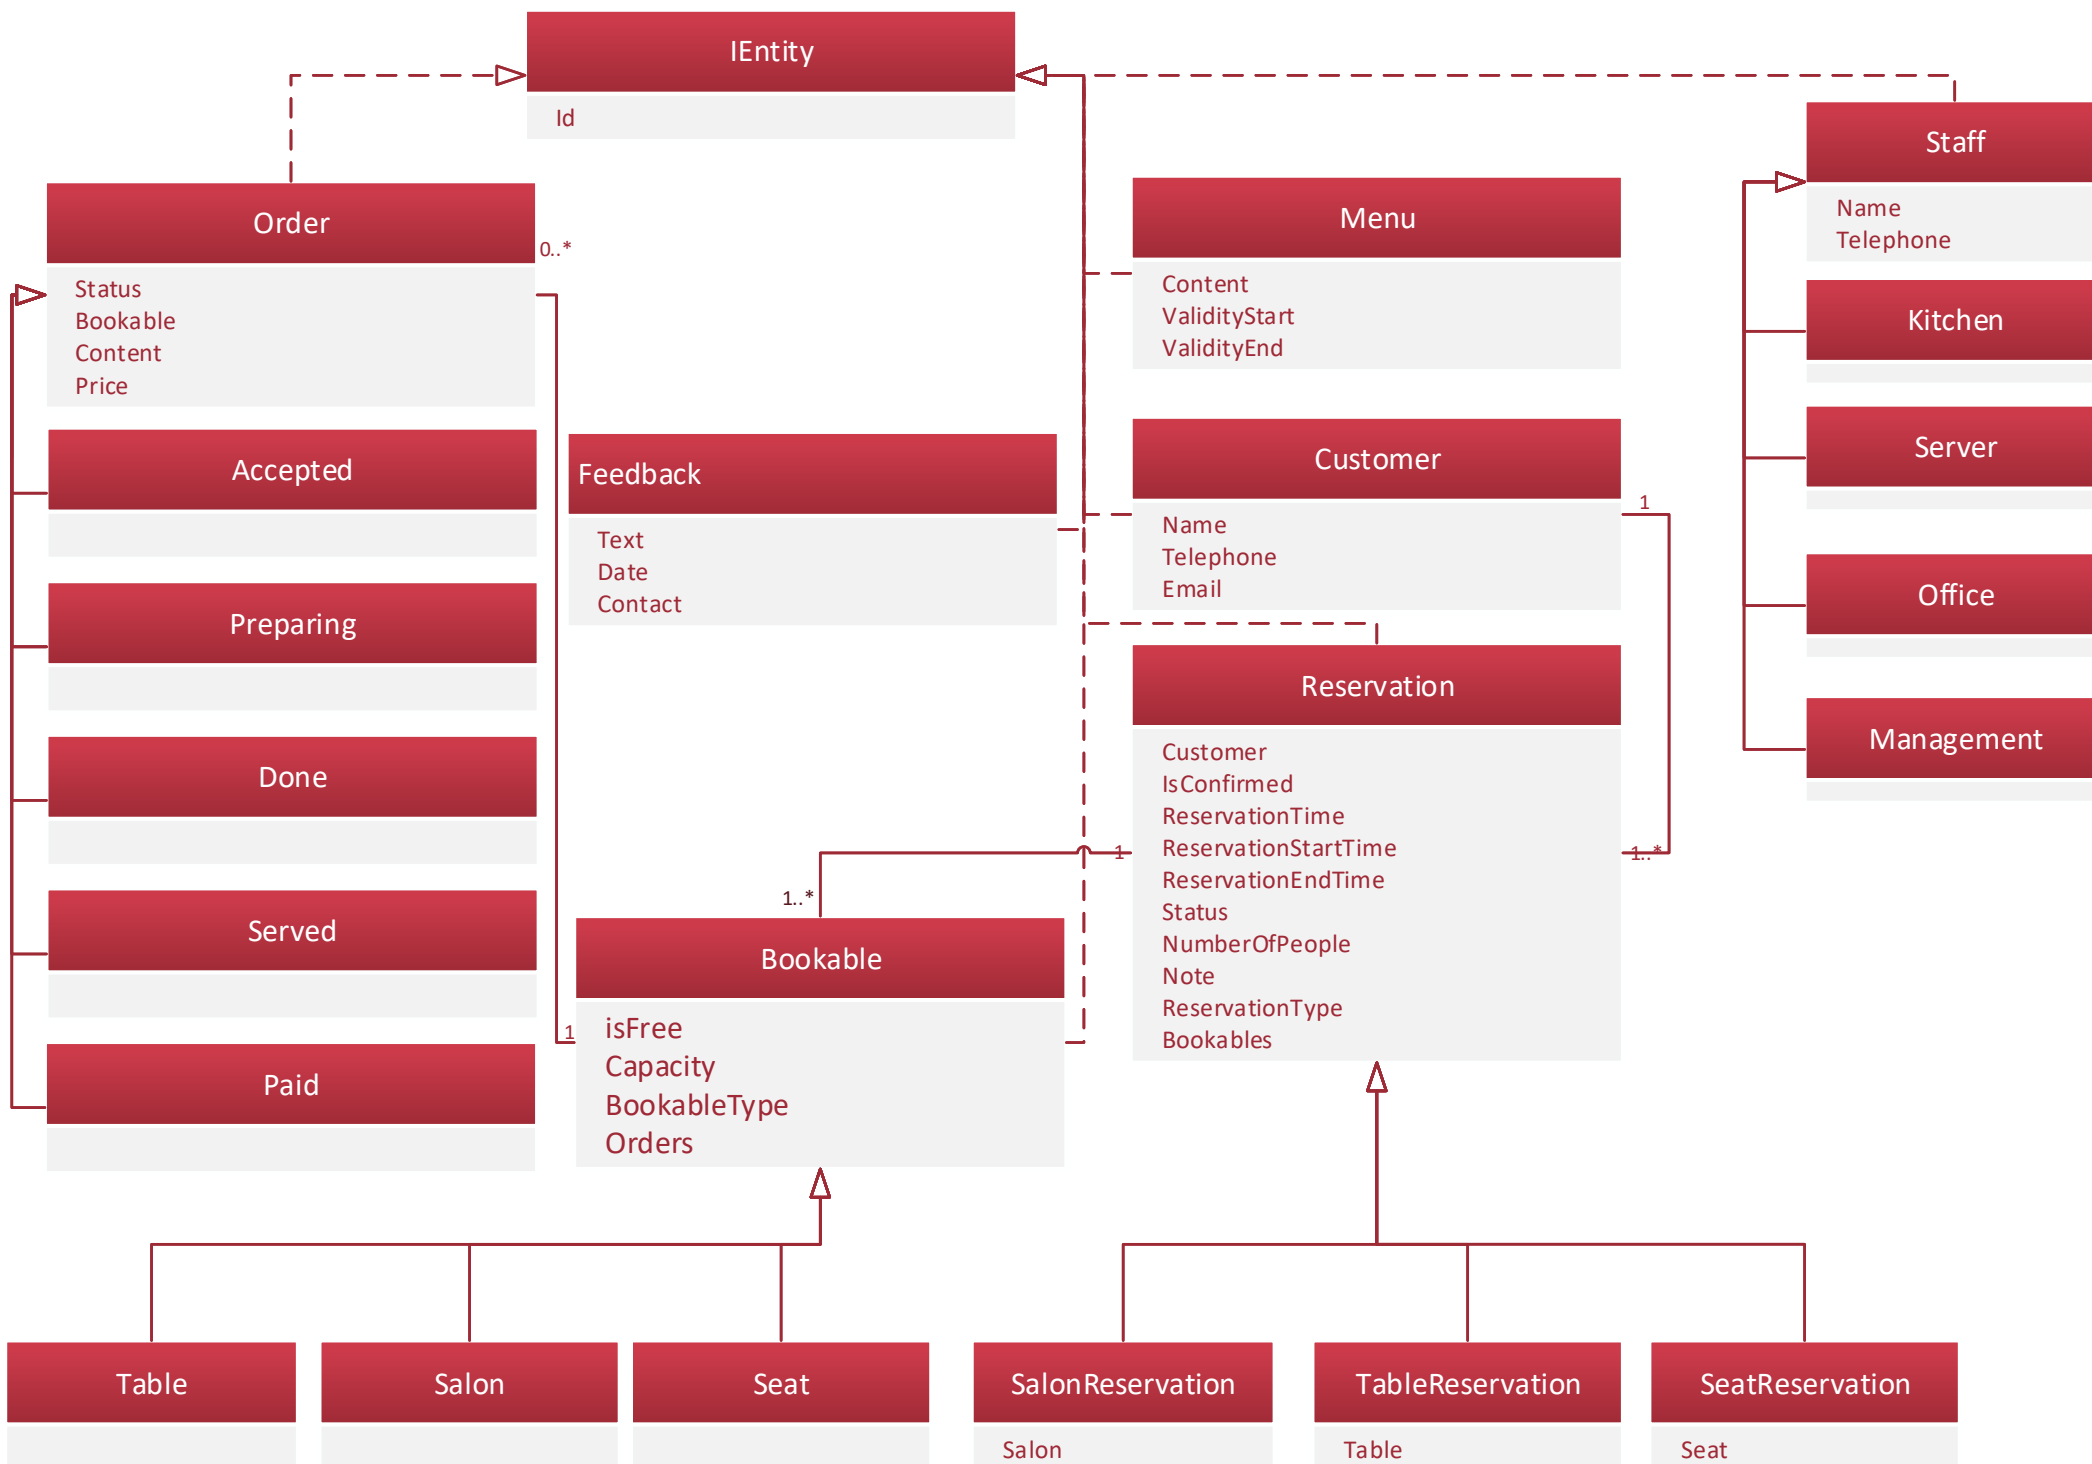 IEntity
Id
Order
0..*
Status
Bookable
Content
Price
Accepted
Preparing
Done
Served
Paid
Feedback
Text
Date
Contact
Menu
Content
ValidityStart
ValidityEnd
Customer
1
Name
Telephone
Email
Reservation
Customer
IsConfirmed
ReservationTime
ReservationStartTime
ReservationEndTime
Status
NumberOfPeople
Note
ReservationType
Bookables
1
1..*
1..*
Bookable
1
isFree
Capacity
BookableType
Orders
Staff
Name
Telephone
Kitchen
Server
Office
Management
Table
Salon
Seat
SalonReservation
Salon
TableReservation
Table
SeatReservation
Seat